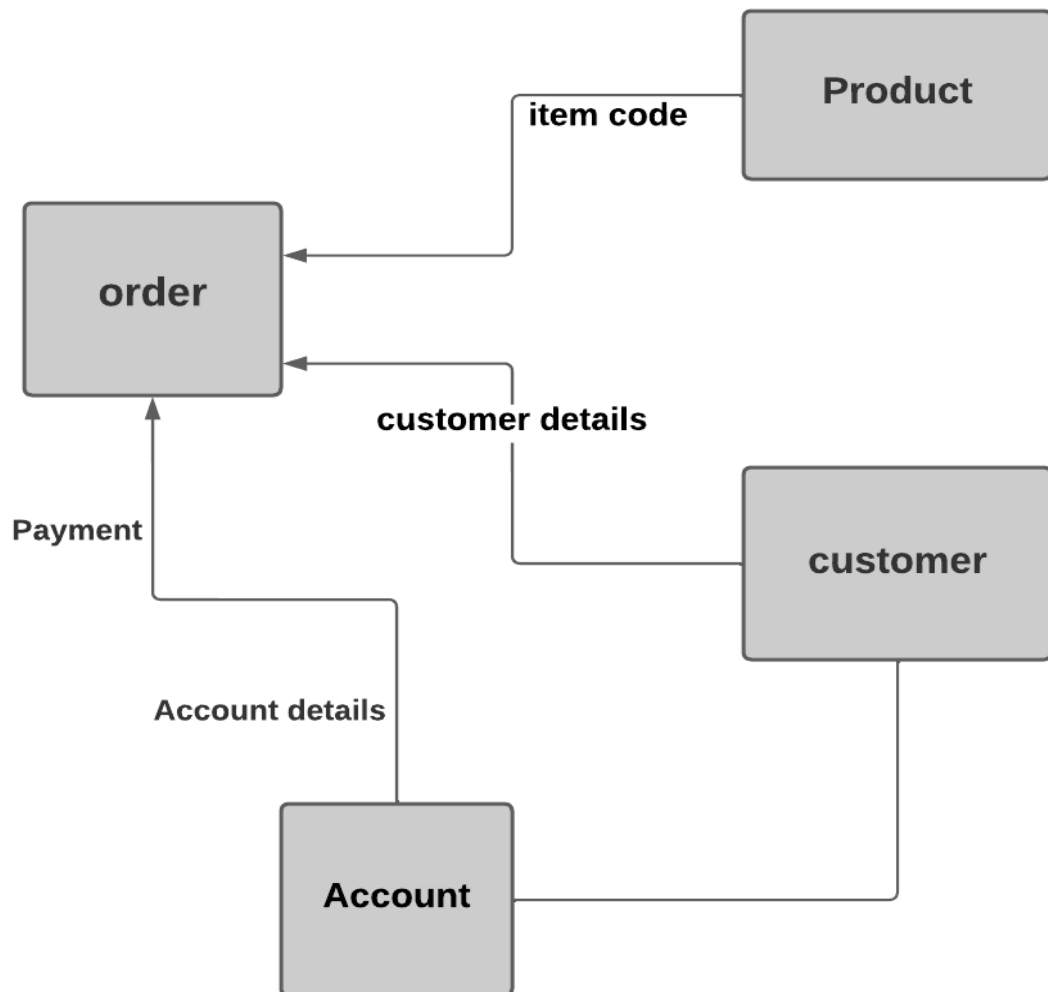 Product
item code
order
customer details
Payment
customer
Account details
Account